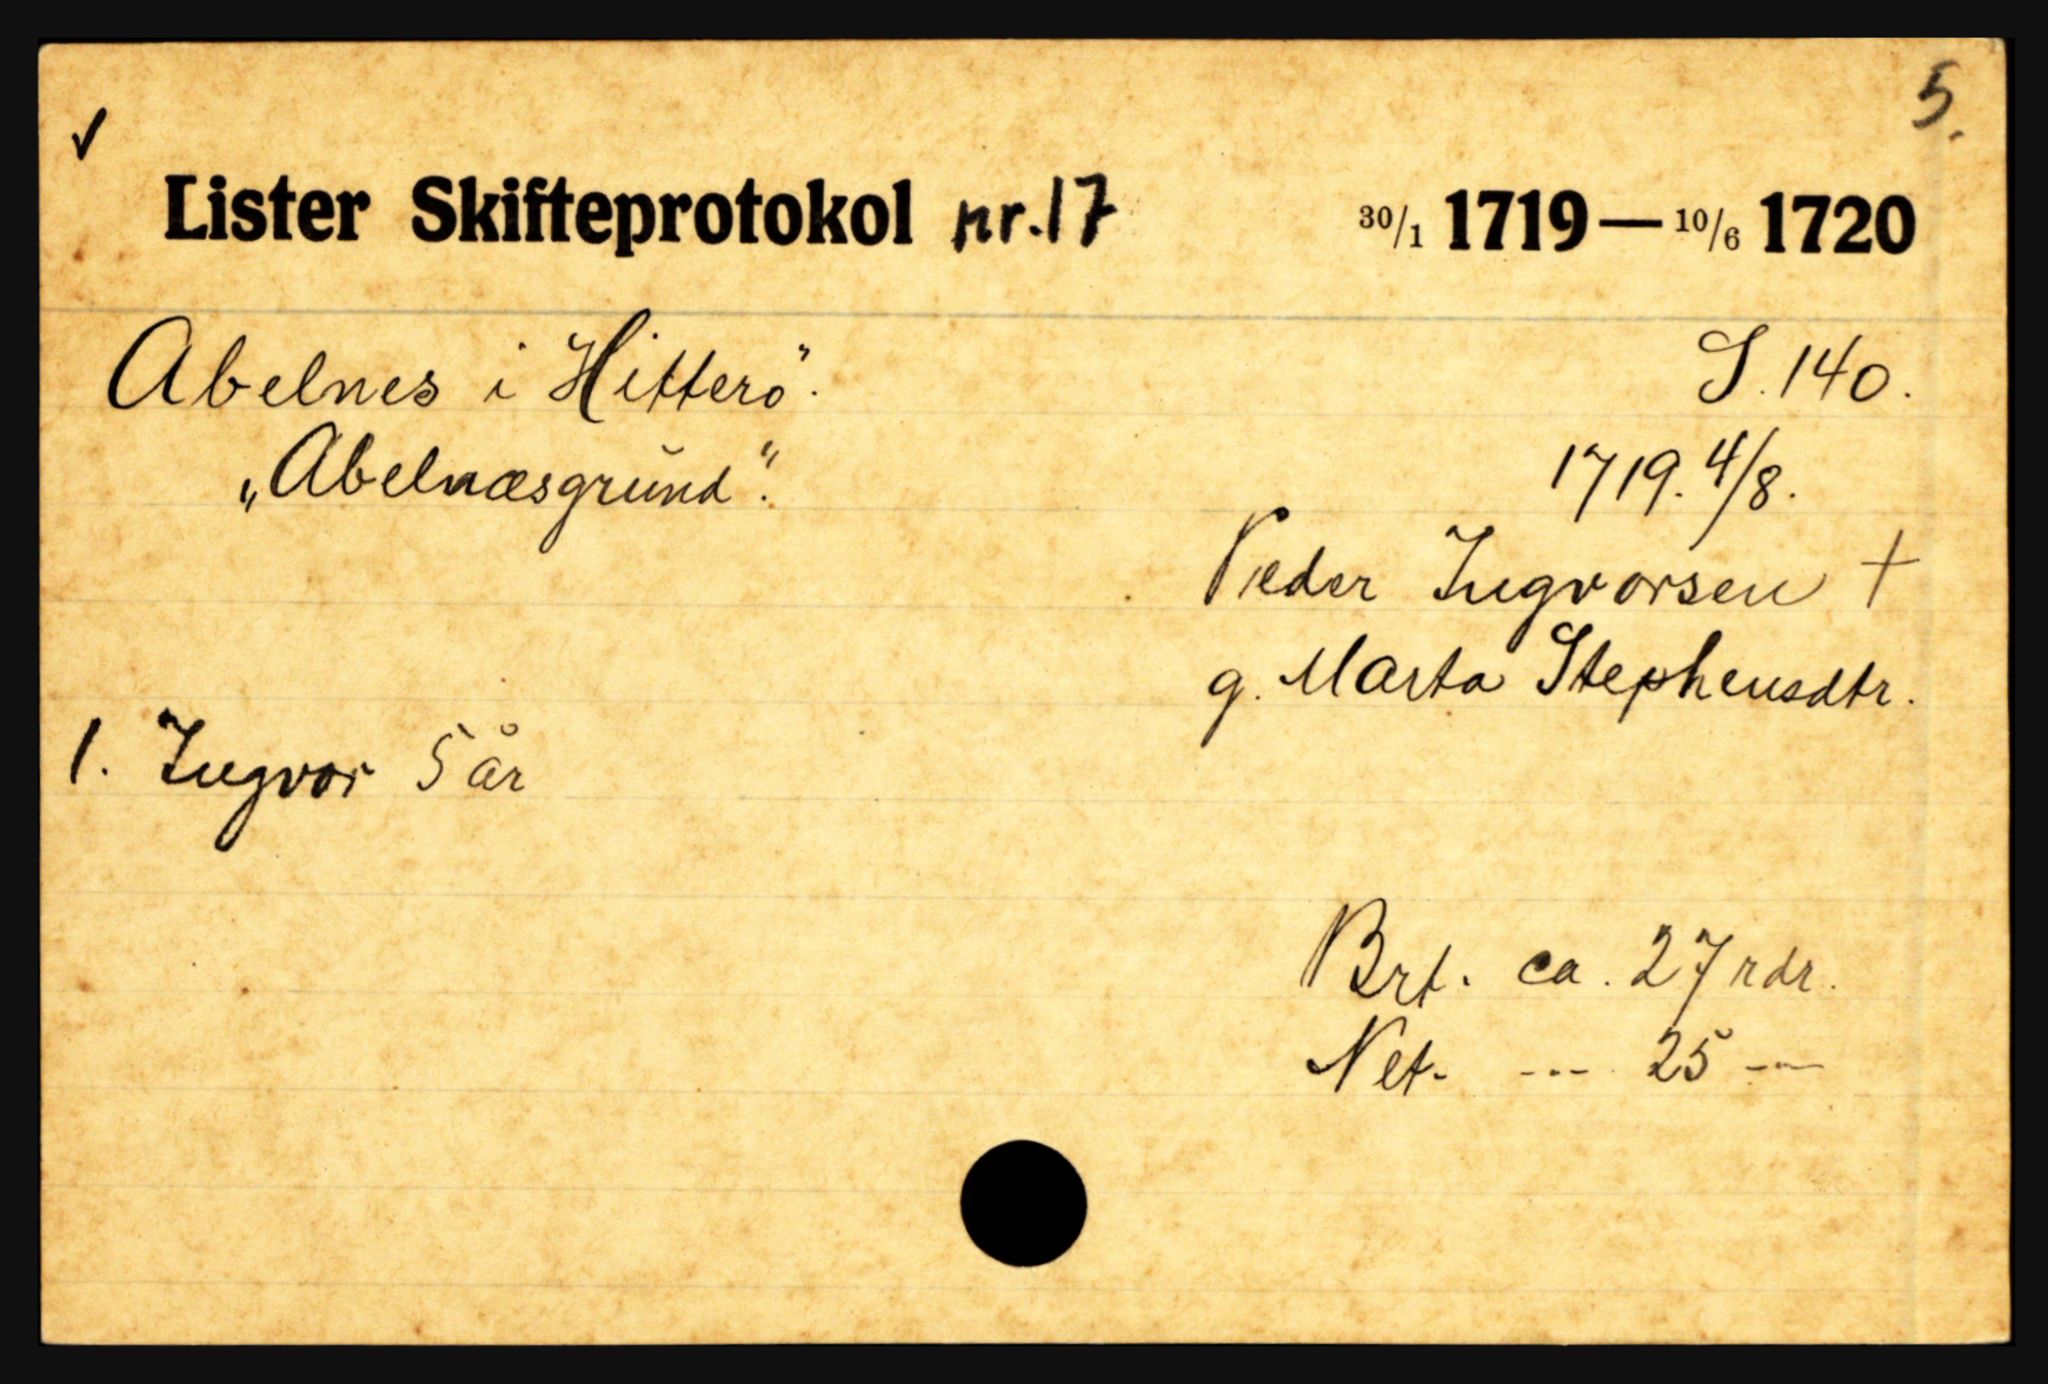 5.
✓
Lister Skifteprotokol nr. 17 30/1 1719 — 10/6 1720
Abelnes i Hitterö. S. 140.
„Abelnæsgrund“. 1719. 4/8.
Peder Ingvorsen +
g. Marta Stephensdtr.
1. Ingvor 5 år
Brt. ca. 27 rdr.
Net. --- 25 —